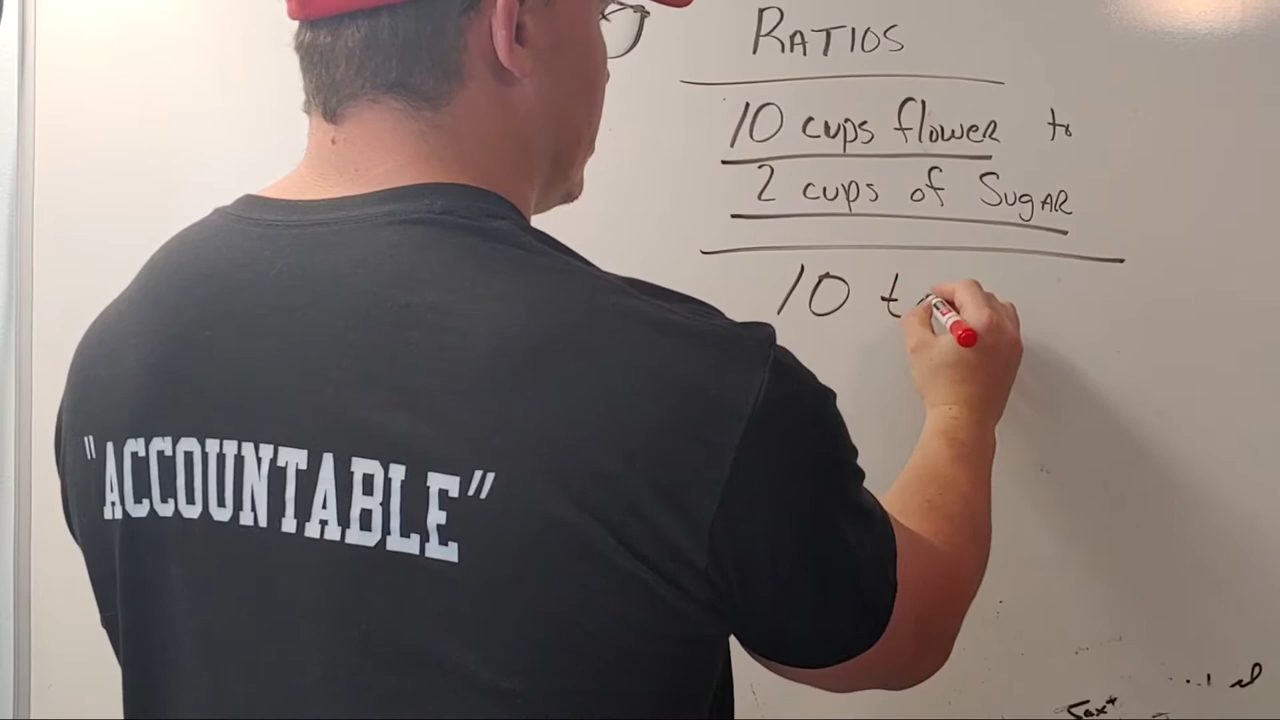 RATIOS
10 cups flower to
2 cups of SugAR
10 t
"ACCOUNTABLE"